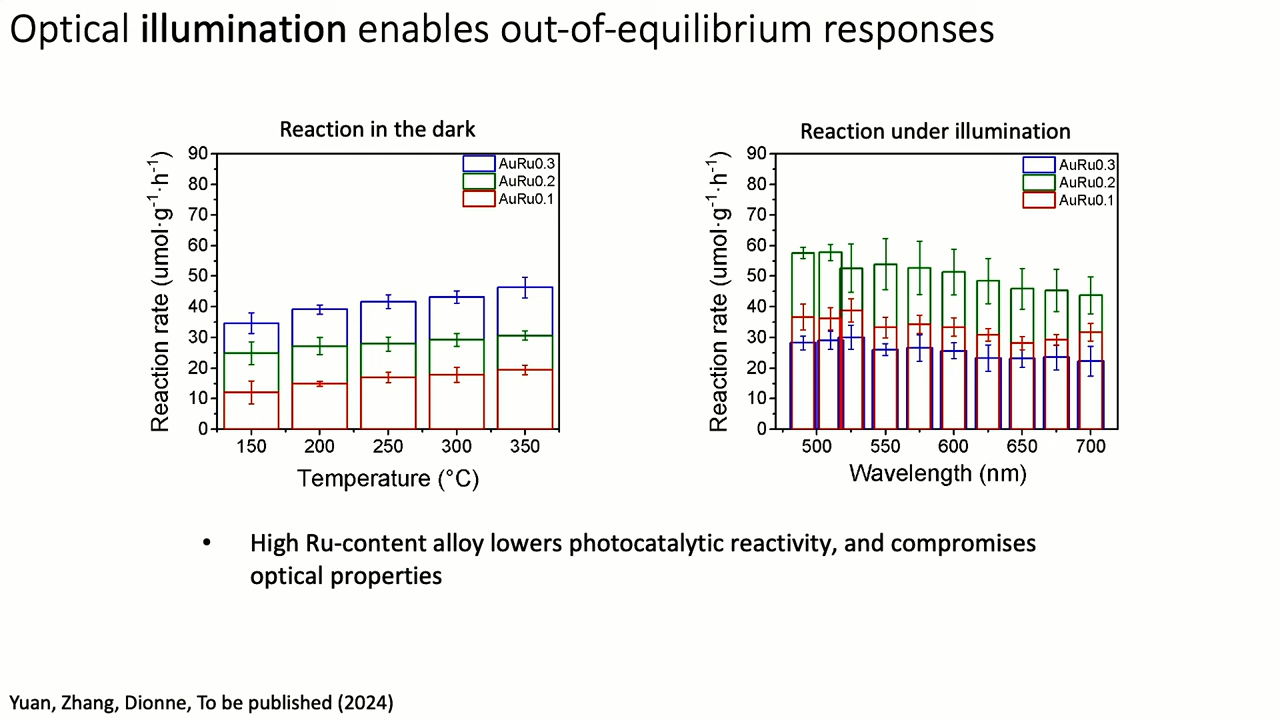 Optical illumination enables out-of-equilibrium responses
Reaction in the dark
Reaction rate (umol·g⁻¹·h⁻¹)
90
80
70
60
50
40
30
20
10
0
AuRu0.3
AuRu0.2
AuRu0.1
150 200 250 300 350
Temperature (°C)
Reaction under illumination
Reaction rate (umol·g⁻¹·h⁻¹)
90
80
70
60
50
40
30
20
10
0
AuRu0.3
AuRu0.2
AuRu0.1
500 550 600 650 700
Wavelength (nm)
• High Ru-content alloy lowers photocatalytic reactivity, and compromises
optical properties
Yuan, Zhang, Dionne, To be published (2024)